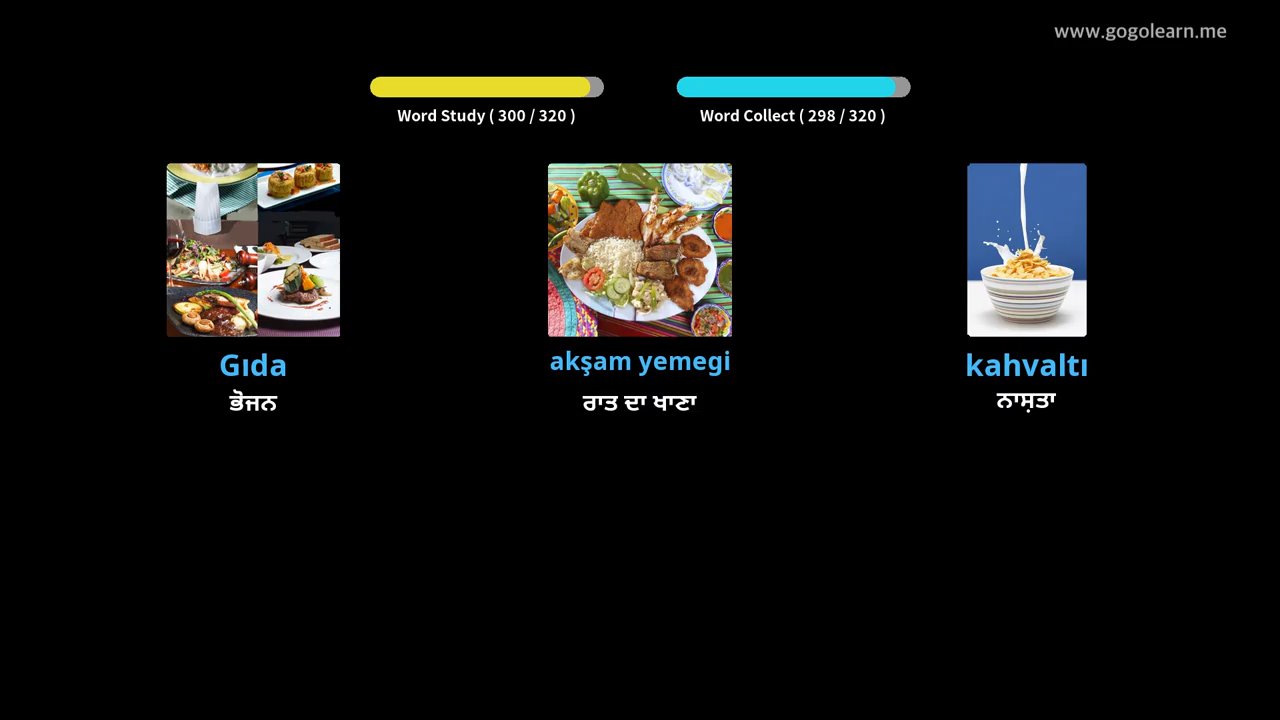 www.gogolearn.me
Word Study ( 300 / 320 )
Word Collect ( 298 / 320 )
Gıda
akşam yemegi
kahvaltı
ਭੋਜਨ
ਰਾਤ ਦਾ ਖਾਣਾ
ਨਾਸ਼ਤਾ